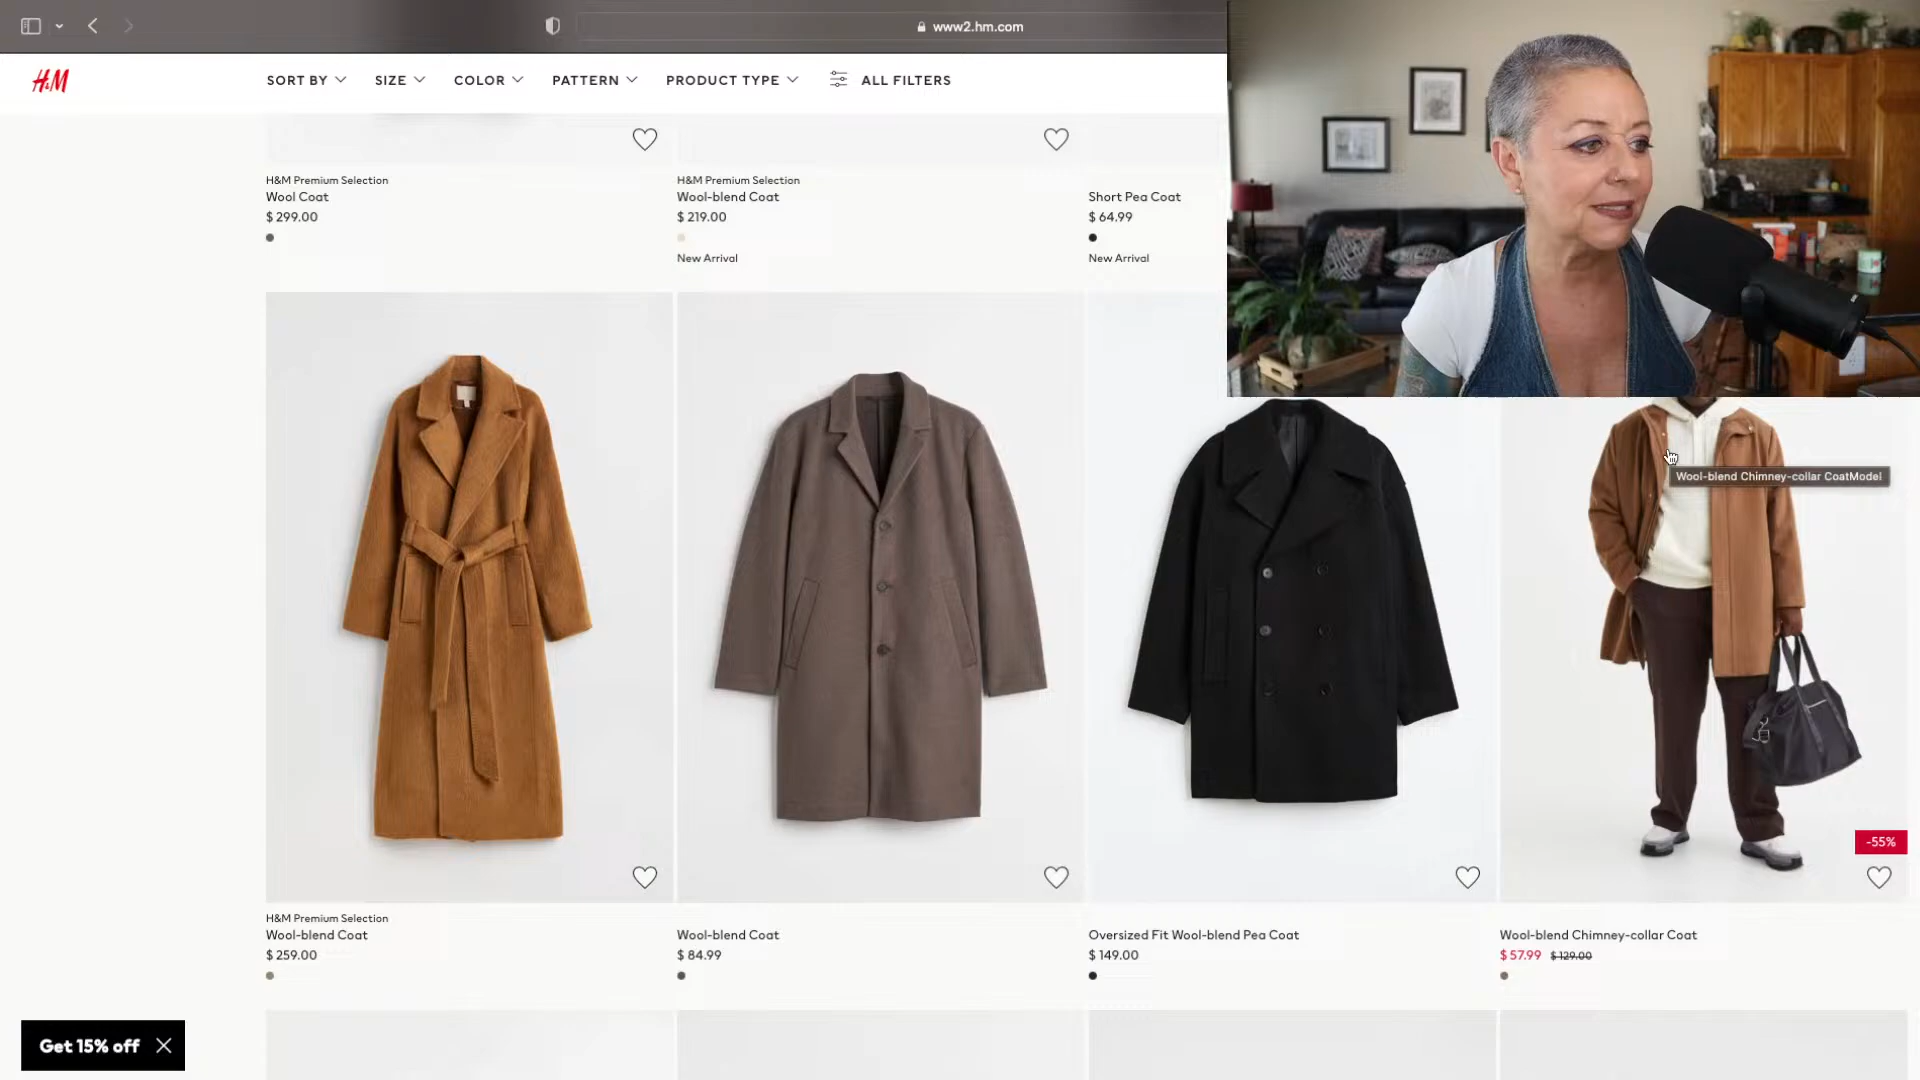 www2.hm.com
H&M
SORT BY
SIZE
COLOR
PATTERN
PRODUCT TYPE
ALL FILTERS
H&M Premium Selection
Wool Coat
$ 299.00
H&M Premium Selection
Wool-blend Coat
$ 219.00
New Arrival
Short Pea Coat
$ 64.99
New Arrival
Wool-blend Chimney-collar CoatModel
-55%
H&M Premium Selection
Wool-blend Coat
$ 259.00
Wool-blend Coat
$ 84.99
Oversized Fit Wool-blend Pea Coat
$ 149.00
Wool-blend Chimney-collar Coat
$ 57.99 $ 129.00
Get 15% off